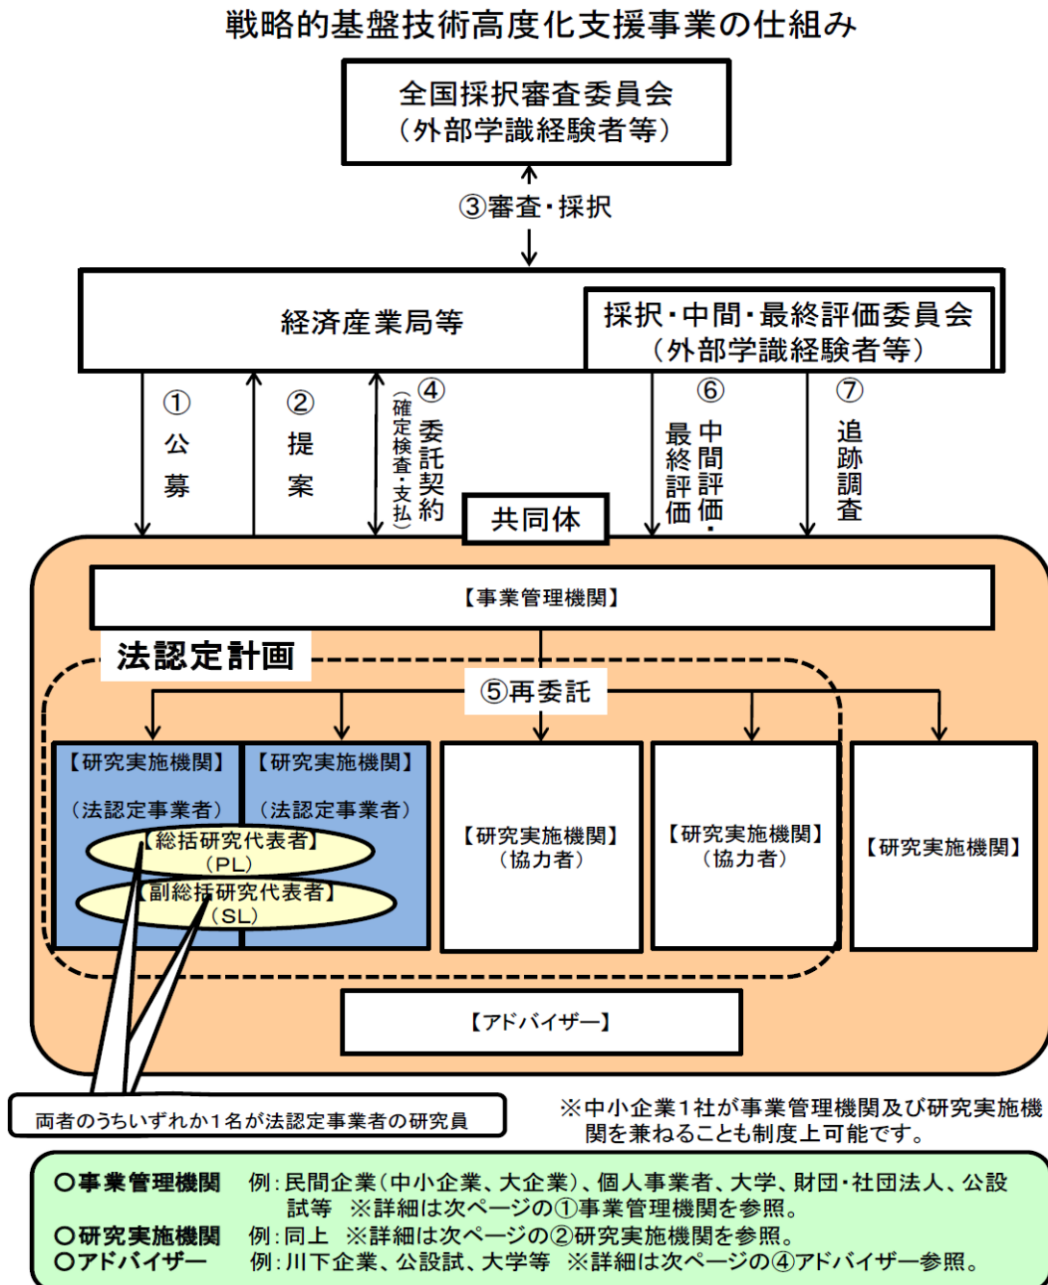 戦略的基盤技術高度化支援事業の仕組み
全国採択審査委員会
（外部学識経験者等）
③審査・採択
経済産業局等
採択・中間・最終評価委員会
（外部学識経験者等）
①公募
②提案
④委託契約
（確定検査・支払）
⑥中間評価・
最終評価
⑦追跡調査
共同体
【事業管理機関】
法認定計画
⑤再委託
【研究実施機関】
（法認定事業者）
【研究実施機関】
（法認定事業者）
【総括研究代表者】
（PL）
【副総括研究代表者】
（SL）
【研究実施機関】
（協力者）
【研究実施機関】
（協力者）
【研究実施機関】
【アドバイザー】
両者のうちいずれか1名が法認定事業者の研究員
※中小企業1社が事業管理機関及び研究実施機
関を兼ねることも制度上可能です。
○事業管理機関　例：民間企業（中小企業、大企業）、個人事業者、大学、財団・社団法人、公設
試等　※詳細は次ページの①事業管理機関を参照。
○研究実施機関　例：同上　※詳細は次ページの②研究実施機関を参照。
○アドバイザー　例：川下企業、公設試、大学等　※詳細は次ページの④アドバイザー参照。